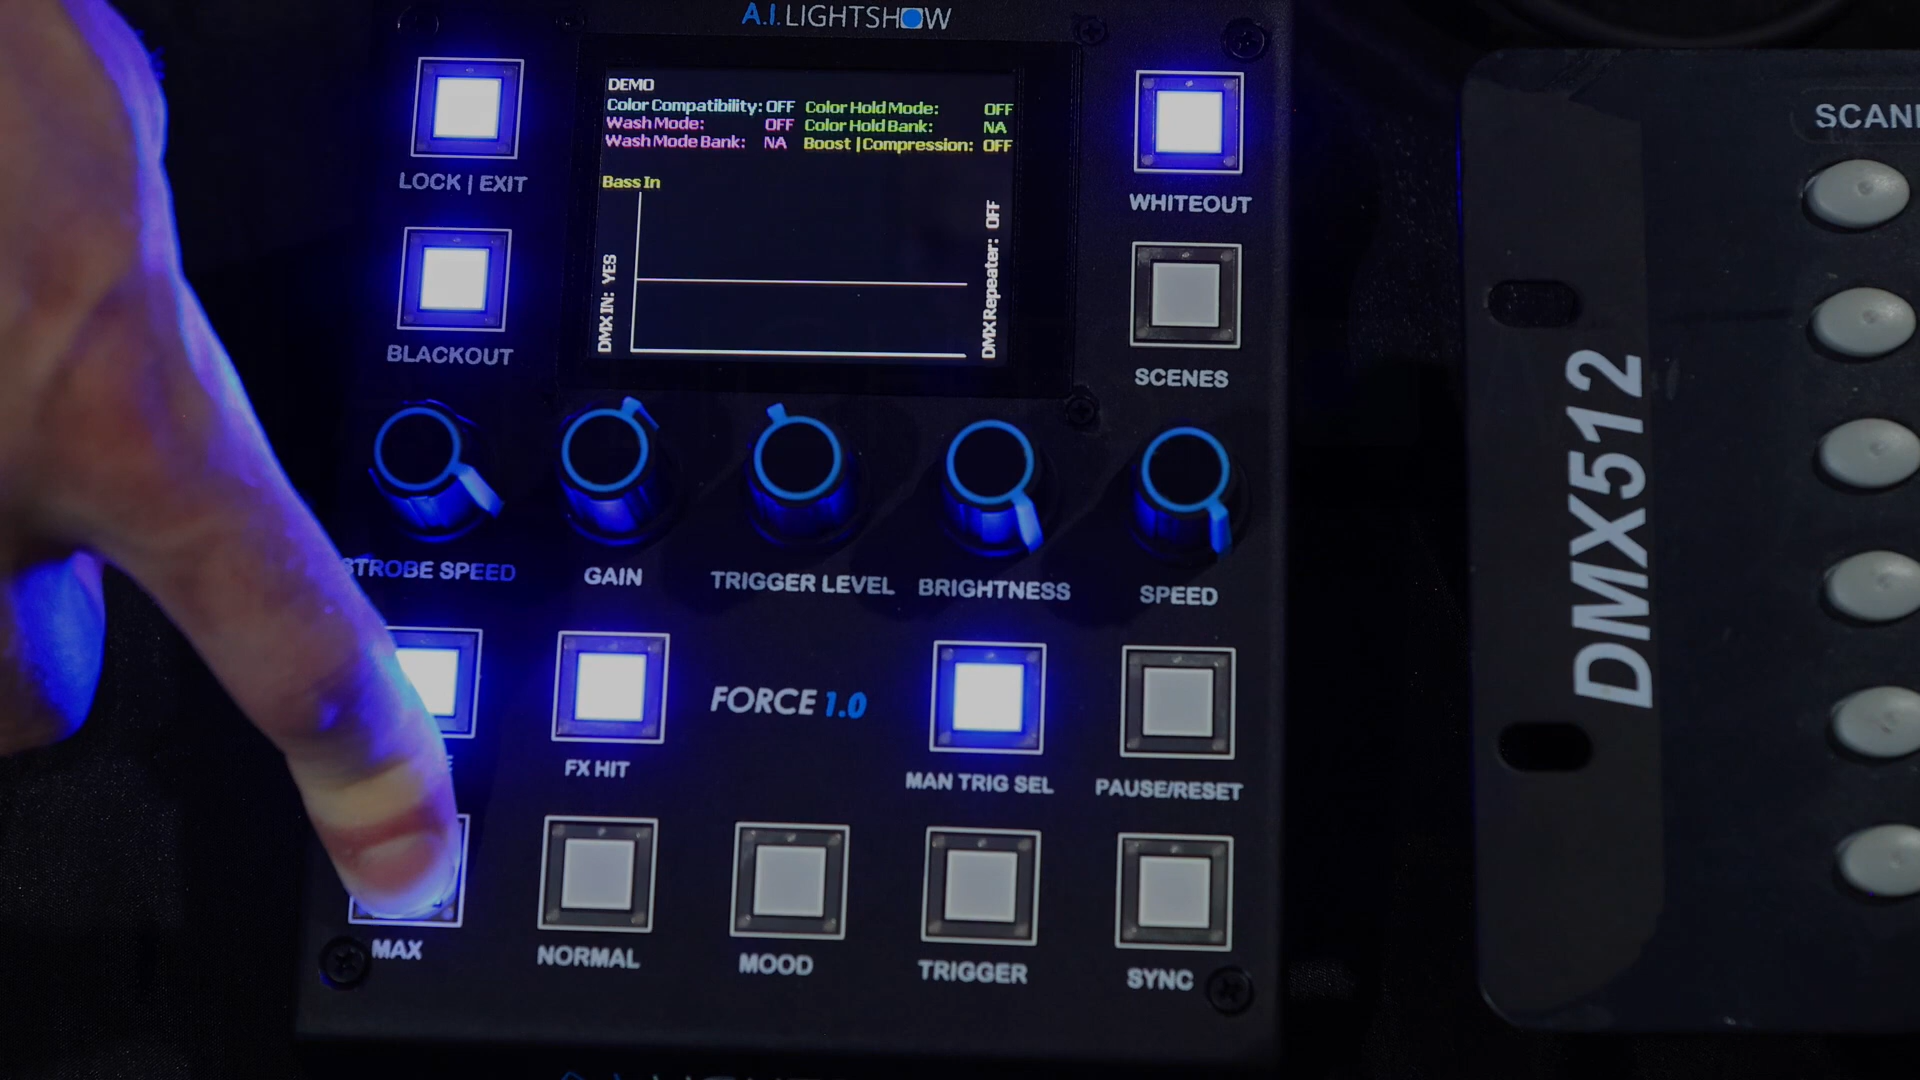 A.I. LIGHTSHOW
DEMO
Color Compatibility: OFF
Wash Mode: OFF
Wash Mode Bank: NA
Color Hold Mode: OFF
Color Hold Bank: NA
Boost | Compression: OFF
Bass In
DMX IN: YES
DMX Repeater: OFF
LOCK | EXIT
WHITEOUT
BLACKOUT
SCENES
STROBE SPEED
GAIN
TRIGGER LEVEL
BRIGHTNESS
SPEED
FORCE 1.0
FX HIT
MAN TRIG SEL
PAUSE/RESET
MAX
NORMAL
MOOD
TRIGGER
SYNC
DMX512